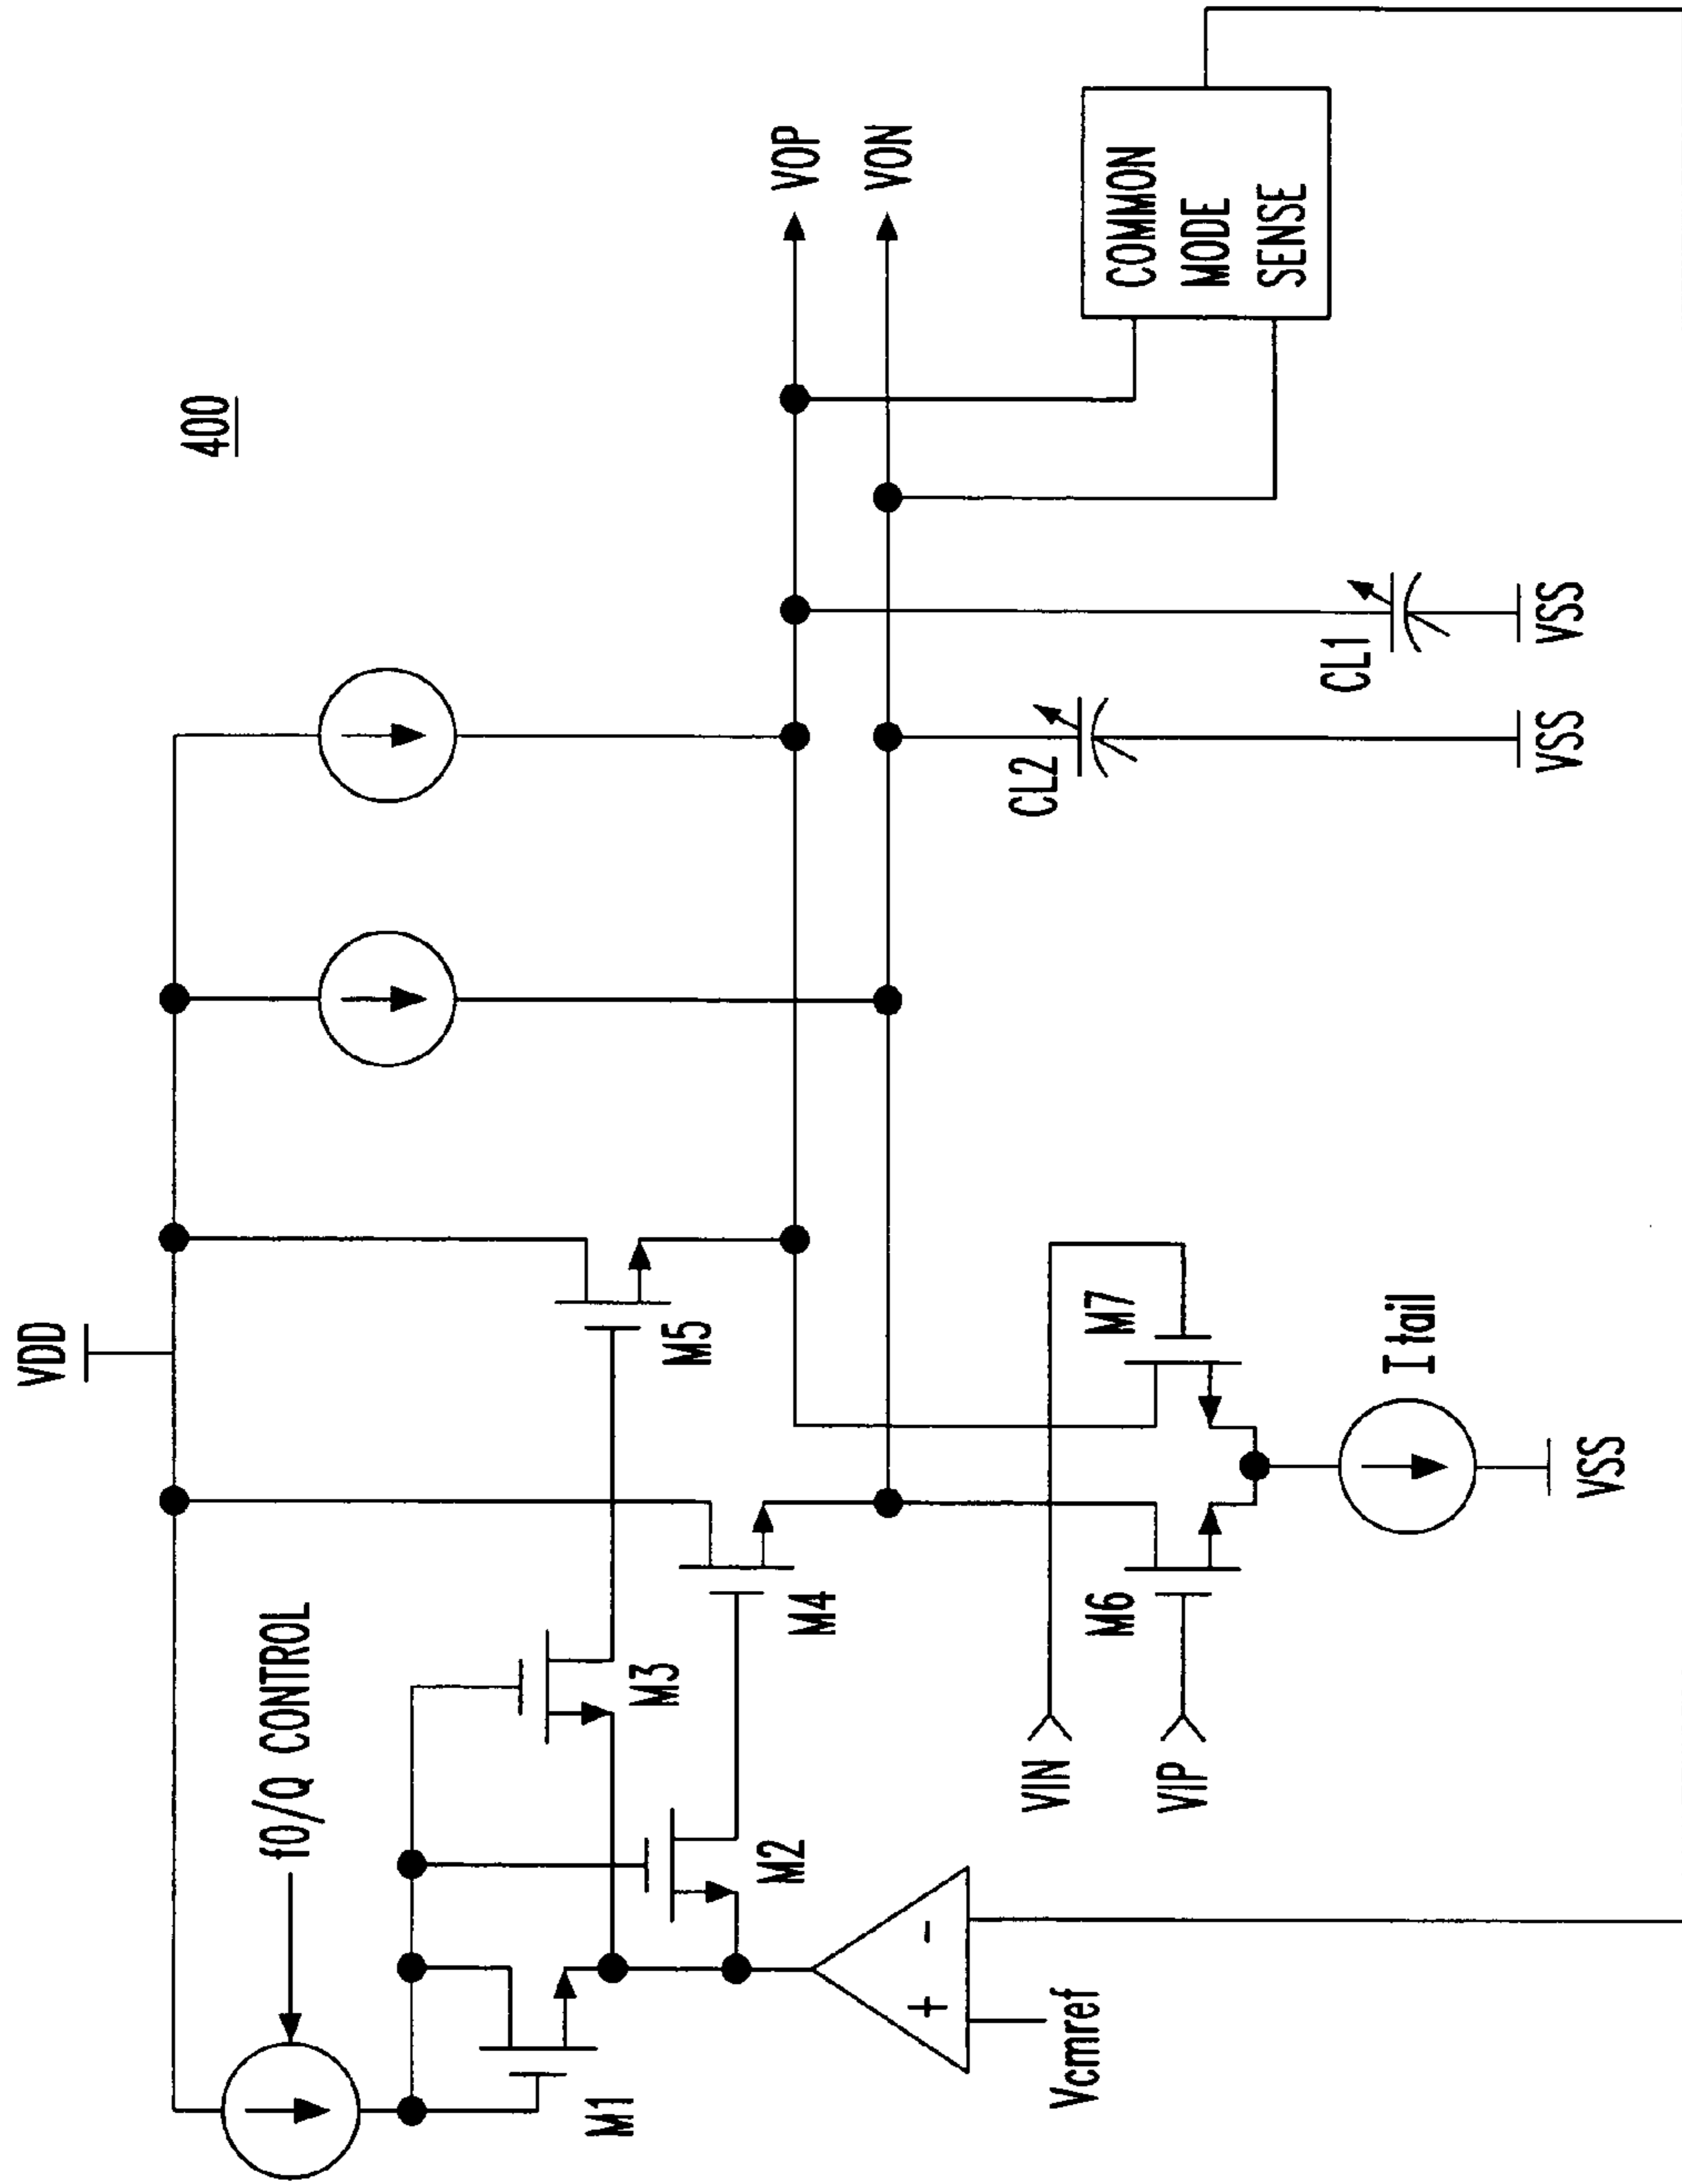 400
VDD
f0/Q CONTROL
VOP
VON
M5
M3
M4
M1
M2
COMMON
MODE
SENSE
CL2
CL1
VIN
VIP
M7
M6
+
-
Vcmref
Itail
VSS
VSS
VSS